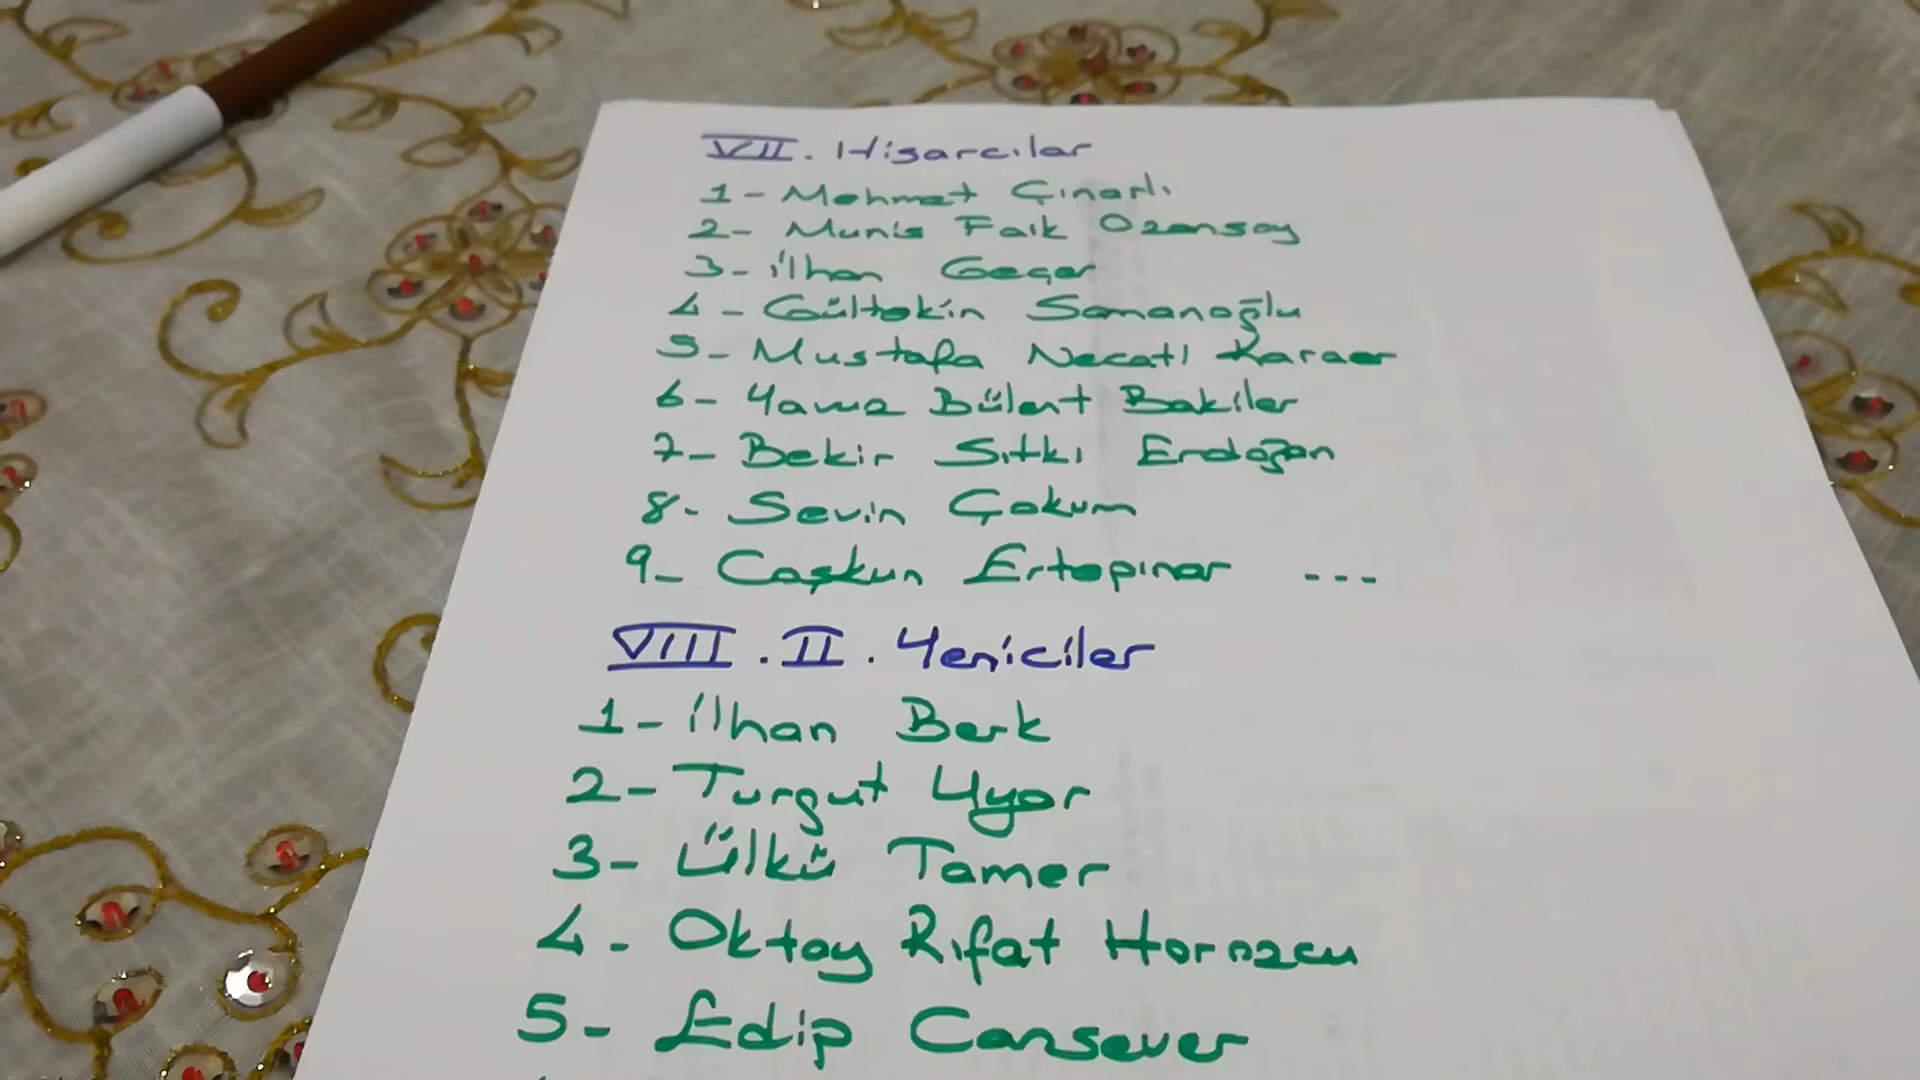 VII. Hisarcılar
1- Mehmet Çınarlı
2- Munis Faik Ozansoy
3- İlhan Geçer
4- Gültekin Samanoğlu
5- Mustafa Necati Karaer
6- Yavuz Bülent Bakiler
7- Bekir Sıtkı Erdoğan
8- Sevinç Çokum
9- Coşkun Ertepınar ...
VIII. II. Yeniciler
1- İlhan Berk
2- Turgut Uyar
3- Ülkü Tamer
4- Oktay Rifat Horozcu
5- Edip Cansever